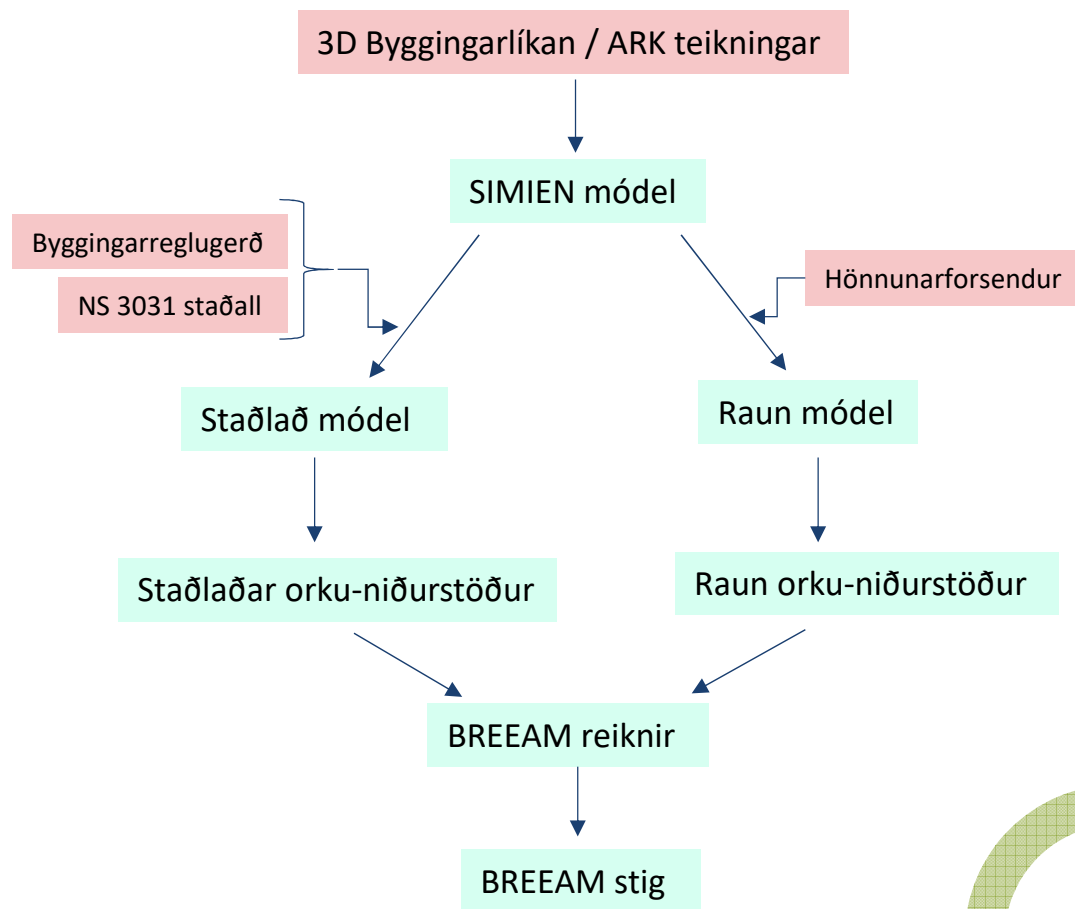 3D Byggingarlíkan / ARK teikningar
SIMIEN módel
Byggingarreglugerð
NS 3031 staðall
Hönnunarforsendur
Staðlað módel
Raun módel
Staðlaðar orku-niðurstöður
Raun orku-niðurstöður
BREEAM reiknir
BREEAM stig